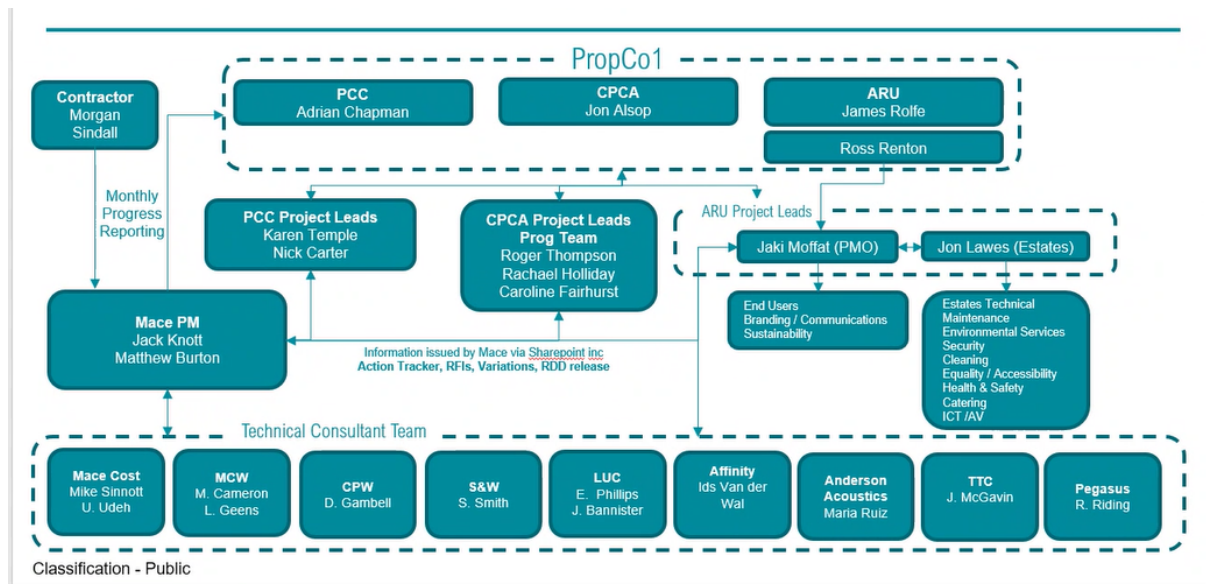 PropCo1
Contractor
Morgan
Sindall
PCC
Adrian Chapman
CPCA
Jon Alsop
ARU
James Rolfe
Ross Renton
Monthly
Progress
Reporting
PCC Project Leads
Karen Temple
Nick Carter
CPCA Project Leads
Prog Team
Roger Thompson
Rachael Holliday
Caroline Fairhurst
ARU Project Leads
Jaki Moffat (PMO)
Jon Lawes (Estates)
End Users
Branding / Communications
Sustainability
Estates Technical
Maintenance
Environmental Services
Security
Cleaning
Equality / Accessibility
Health & Safety
Catering
ICT /AV
Mace PM
Jack Knott
Matthew Burton
Information issued by Mace via Sharepoint inc
Action Tracker, RFIs, Variations, RDD release
Technical Consultant Team
Mace Cost
Mike Sinnott
U. Udeh
MCW
M. Cameron
L. Geens
CPW
D. Gambell
S&W
S. Smith
LUC
E. Phillips
J. Bannister
Affinity
Ids Van der
Wal
Anderson
Acoustics
Maria Ruiz
TTC
J. McGavin
Pegasus
R. Riding
Classification - Public